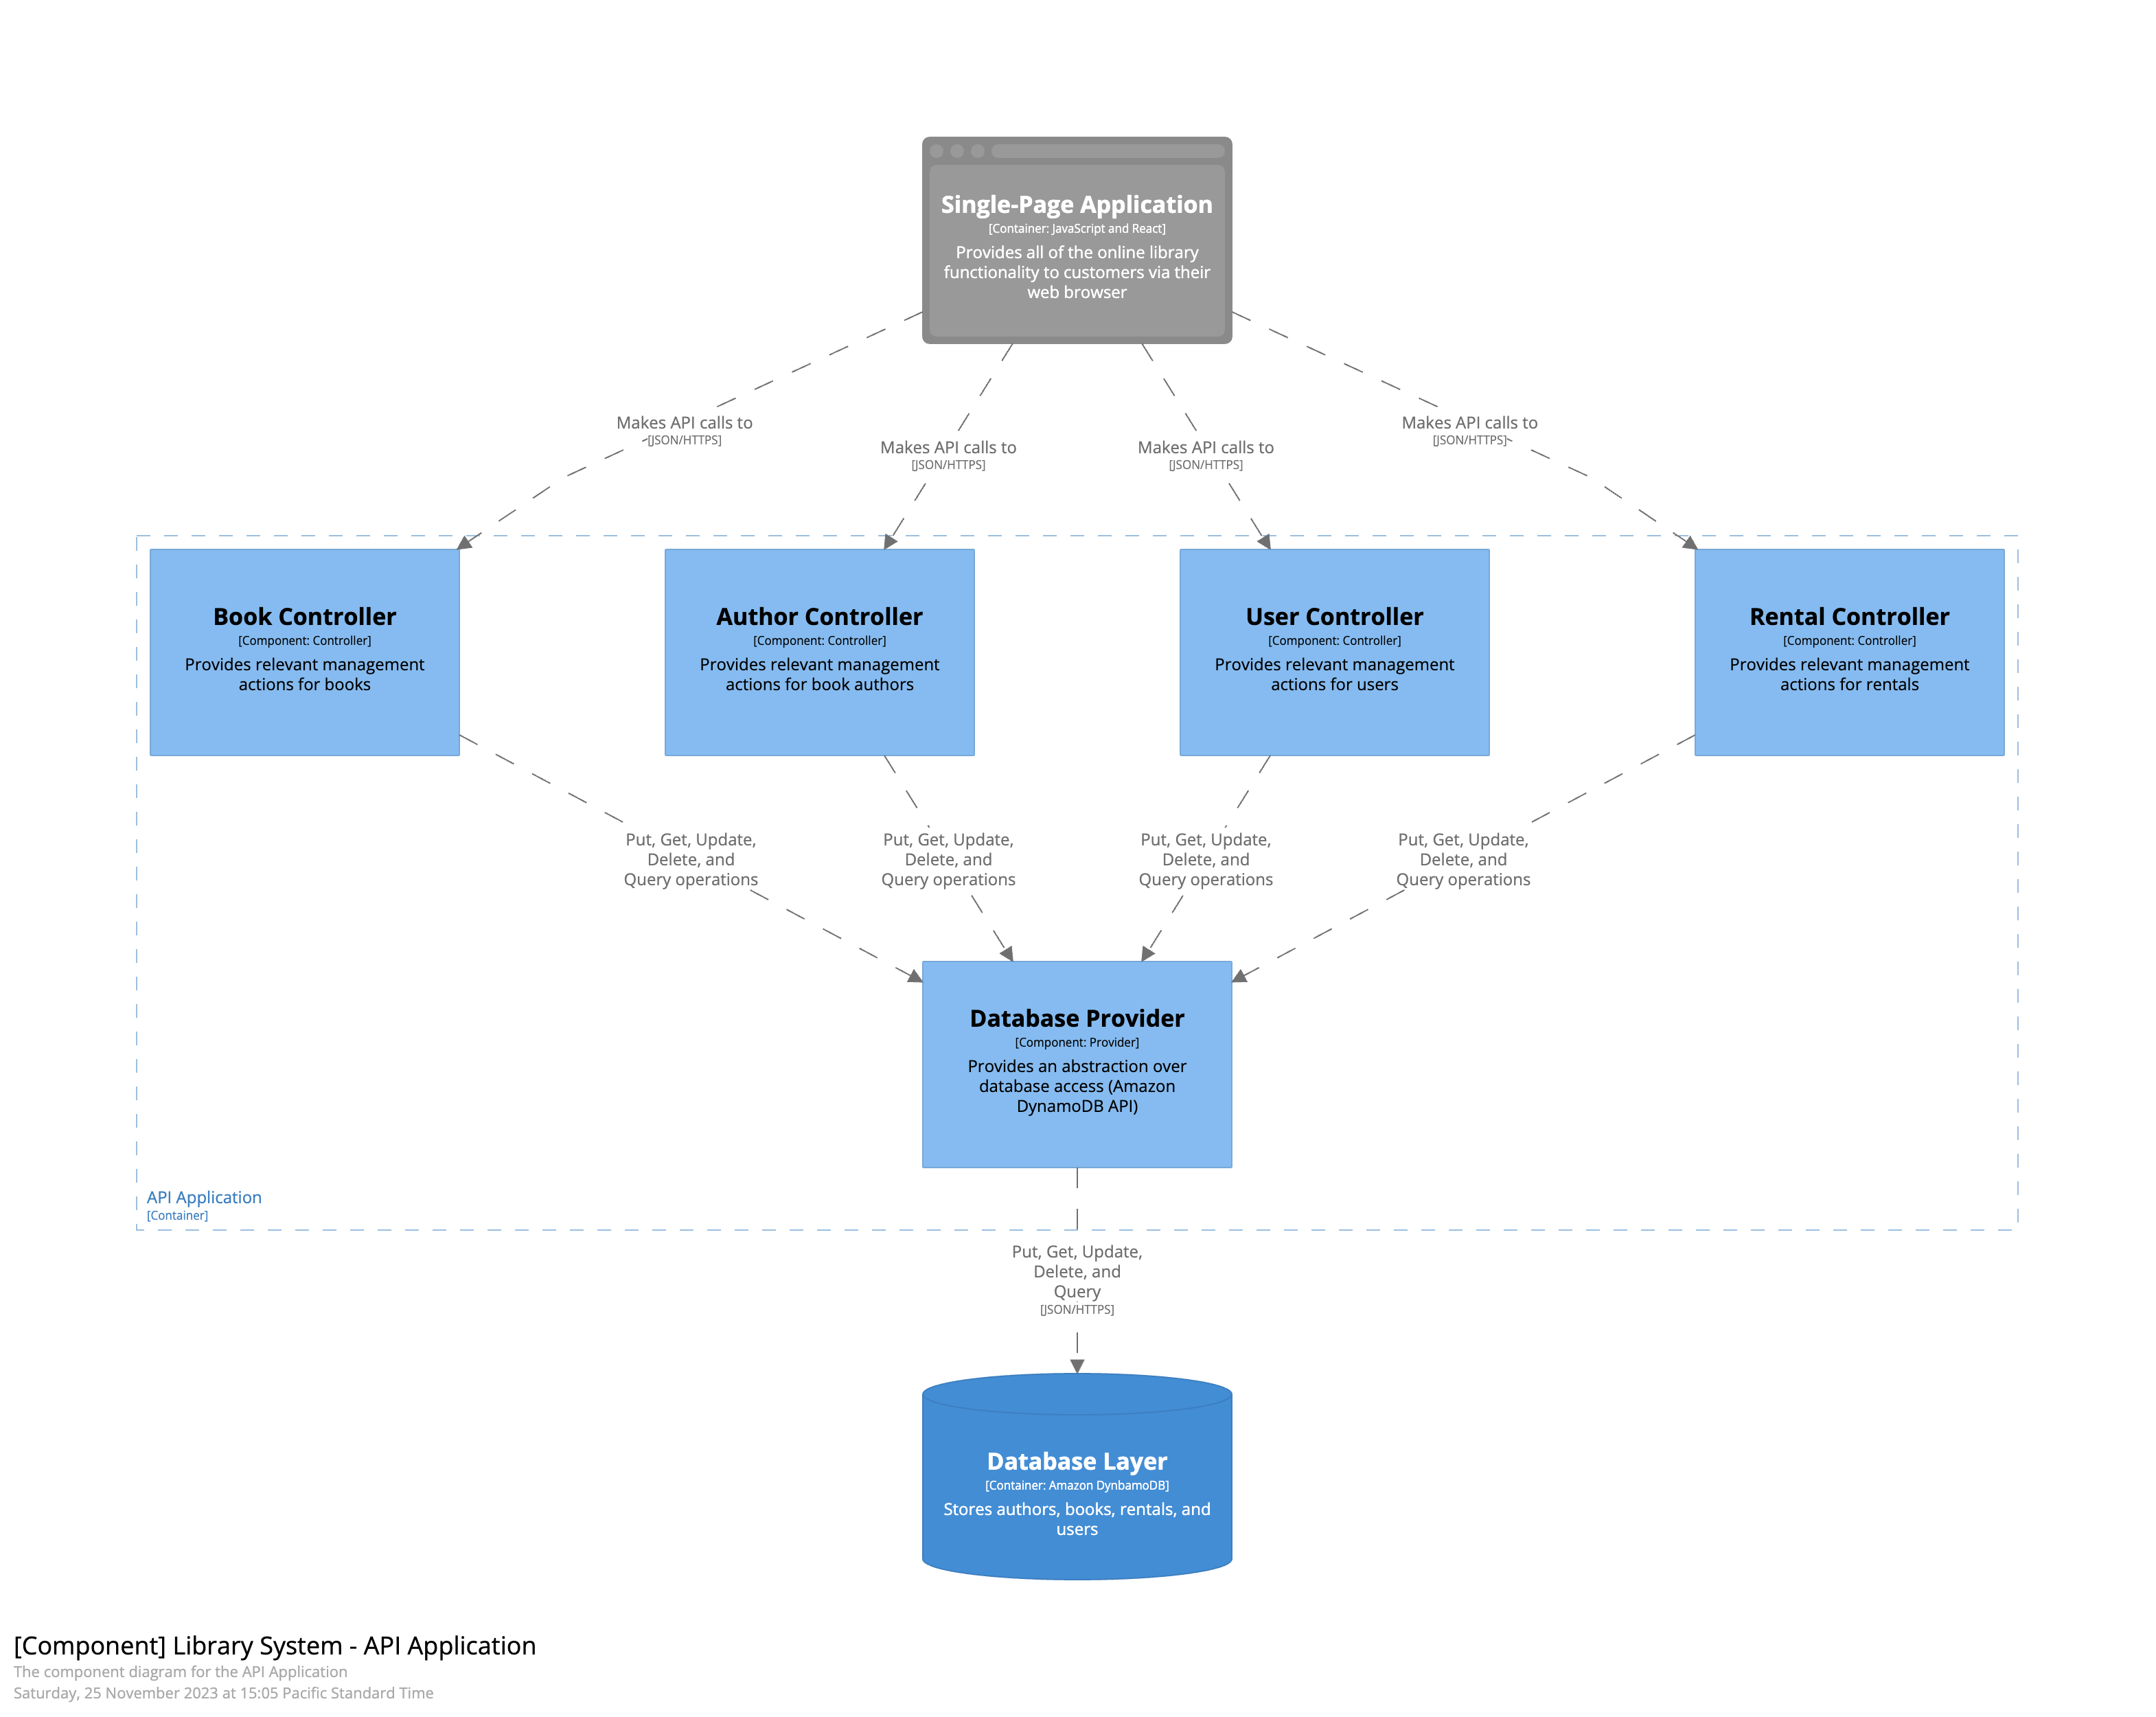 Single-Page Application
[Container: JavaScript and React]
Provides all of the online library
functionality to customers via their
web browser
Makes API calls to
[JSON/HTTPS]
Makes API calls to
[JSON/HTTPS]
Makes API calls to
[JSON/HTTPS]
Makes API calls to
[JSON/HTTPS]
Book Controller
[Component: Controller]
Provides relevant management
actions for books
Author Controller
[Component: Controller]
Provides relevant management
actions for book authors
User Controller
[Component: Controller]
Provides relevant management
actions for users
Rental Controller
[Component: Controller]
Provides relevant management
actions for rentals
Put, Get, Update,
Delete, and
Query operations
Put, Get, Update,
Delete, and
Query operations
Put, Get, Update,
Delete, and
Query operations
Put, Get, Update,
Delete, and
Query operations
Database Provider
[Component: Provider]
Provides an abstraction over
database access (Amazon
DynamoDB API)
API Application
[Container]
Put, Get, Update,
Delete, and
Query
[JSON/HTTPS]
Database Layer
[Container: Amazon DynbamoDB]
Stores authors, books, rentals, and
users
[Component] Library System - API Application
The component diagram for the API Application
Saturday, 25 November 2023 at 15:05 Pacific Standard Time